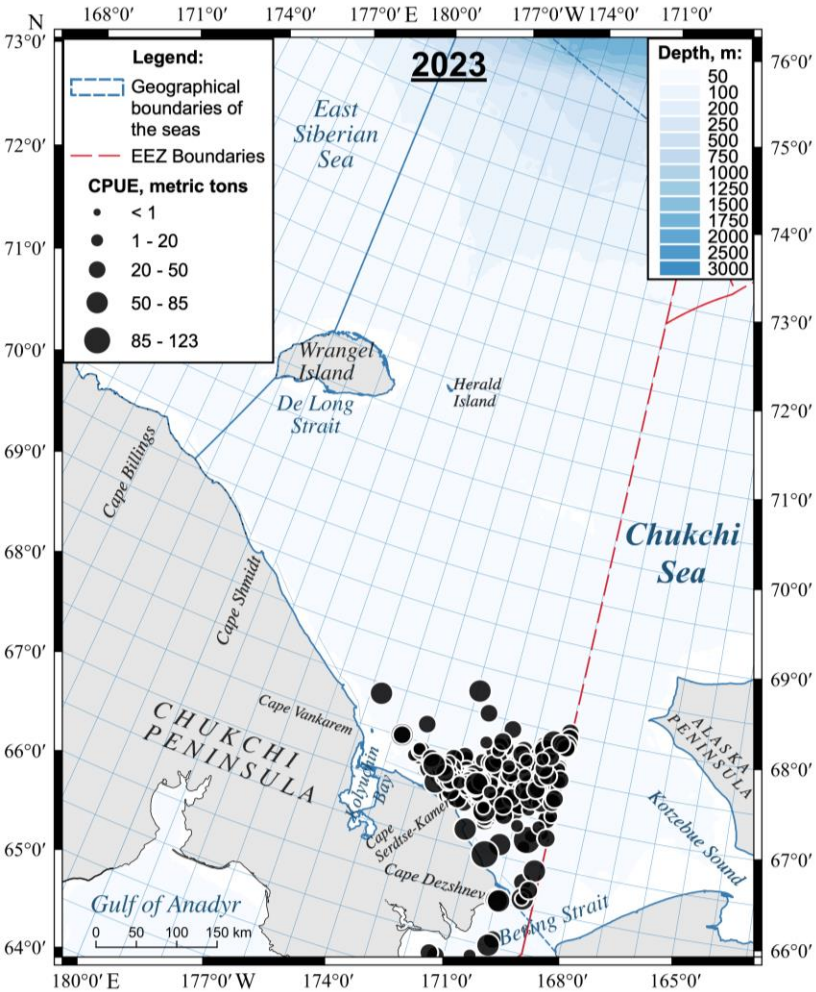 N
168°0′ 171°0′ 174°0′ 177°0′ E 180°0′ 177°0′ W 174°0′ 171°0′
2023
Legend:
Geographical
boundaries of
the seas
EEZ Boundaries
CPUE, metric tons
< 1
1 - 20
20 - 50
50 - 85
85 - 123
Depth, m:
50
100
200
250
500
750
1000
1250
1500
1750
2000
2500
3000
73°0′
72°0′
71°0′
70°0′
69°0′
68°0′
67°0′
66°0′
65°0′
64°0′
76°0′
75°0′
74°0′
73°0′
72°0′
71°0′
70°0′
69°0′
68°0′
67°0′
66°0′
East
Siberian
Sea
Wrangel
Island
Herald
Island
De Long
Strait
Cape Billings
Cape Shmidt
Chukchi
Sea
Cape Vankarem
CHUKCHI
PENINSULA
ALASKA
PENINSULA
Kolyuchin
Bay
Cape
Serdtse-Kamen
Kotzebue Sound
Cape Dezshnev
Gulf of Anadyr
Bering Strait
0 50 100 150 km
180°0′ E 177°0′ W 174°0′ 171°0′ 168°0′ 165°0′